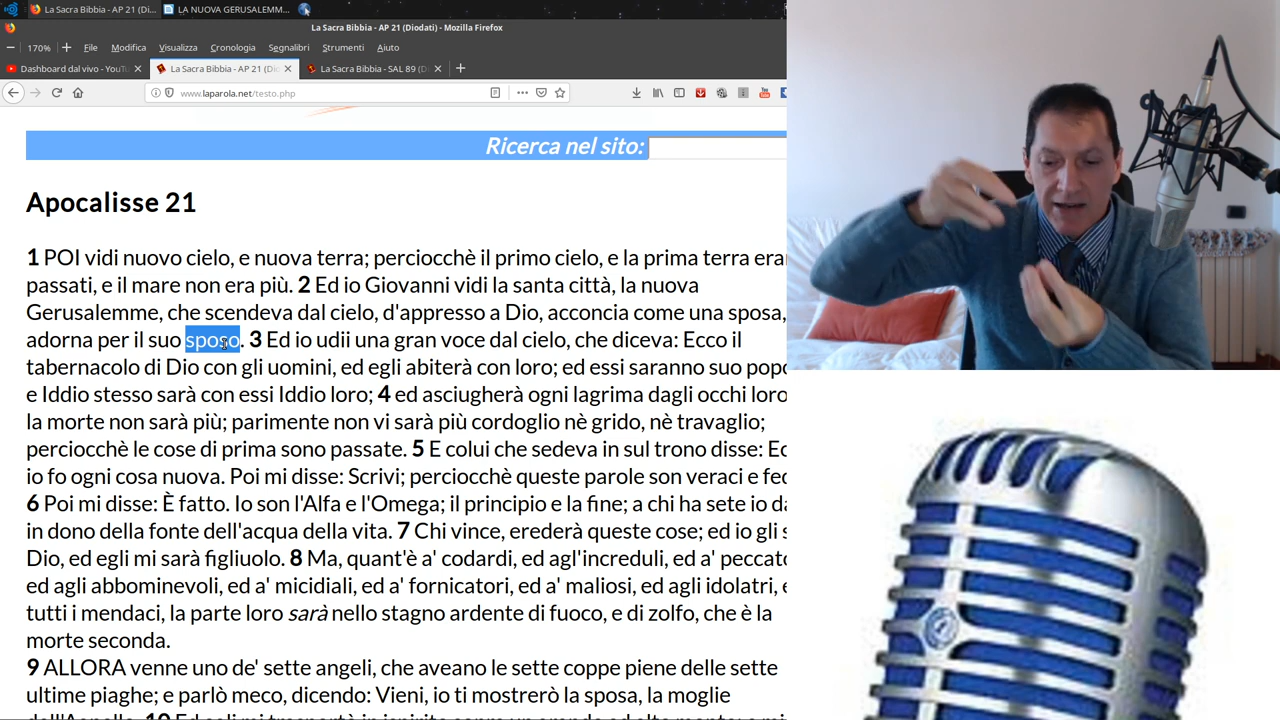 La Sacra Bibbia - AP 21 (Di...
LA NUOVA GERUSALEMM...
La Sacra Bibbia - AP 21 (Diodati) - Mozilla Firefox
170%
File Modifica Visualizza Cronologia Segnalibri Strumenti Aiuto
Dashboard dal vivo - YouTu
La Sacra Bibbia - AP 21 (Dio
La Sacra Bibbia - SAL 89 (D
www.laparola.net/testo.php
Ricerca nel sito:
Apocalisse 21
1 POI vidi nuovo cielo, e nuova terra; perciocchè il primo cielo, e la prima terra eran
passati, e il mare non era più. 2 Ed io Giovanni vidi la santa città, la nuova
Gerusalemme, che scendeva dal cielo, d'appresso a Dio, acconcia come una sposa,
adorna per il suo sposo. 3 Ed io udii una gran voce dal cielo, che diceva: Ecco il
tabernacolo di Dio con gli uomini, ed egli abiterà con loro; ed essi saranno suo popo
e Iddio stesso sarà con essi Iddio loro; 4 ed asciugherà ogni lagrima dagli occhi loro
la morte non sarà più; parimente non vi sarà più cordoglio nè grido, nè travaglio;
perciocchè le cose di prima sono passate. 5 E colui che sedeva in sul trono disse: Ec
io fo ogni cosa nuova. Poi mi disse: Scrivi; perciocchè queste parole son veraci e fed
6 Poi mi disse: È fatto. Io son l'Alfa e l'Omega; il principio e la fine; a chi ha sete io da
in dono della fonte dell'acqua della vita. 7 Chi vince, erederà queste cose; ed io gli s
Dio, ed egli mi sarà figliuolo. 8 Ma, quant'è a' codardi, ed agl'increduli, ed a' peccato
ed agli abbominevoli, ed a' micidiali, ed a' fornicatori, ed a' maliosi, ed agli idolatri, e
tutti i mendaci, la parte loro sarà nello stagno ardente di fuoco, e di zolfo, che è la
morte seconda.
9 ALLORA venne uno de' sette angeli, che aveano le sette coppe piene delle sette
ultime piaghe; e parlò meco, dicendo: Vieni, io ti mostrerò la sposa, la moglie